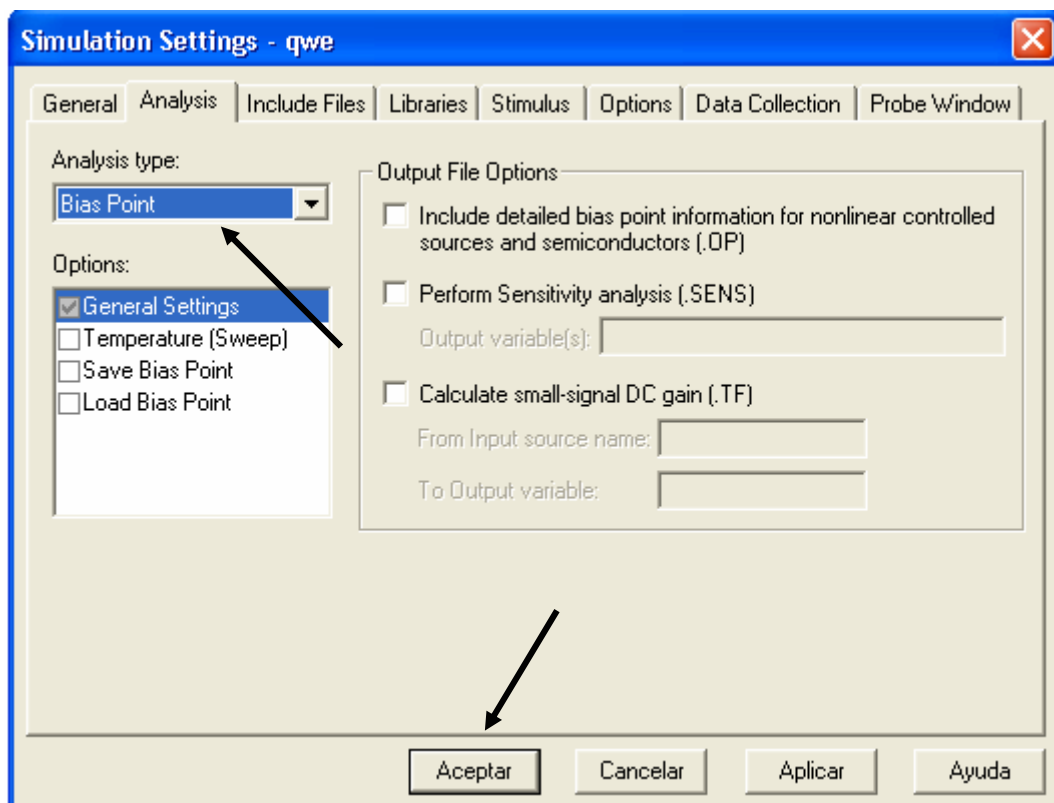 Simulation Settings - qwe
General Analysis Include Files Libraries Stimulus Options Data Collection Probe Window
Analysis type:
Bias Point
Options:
General Settings
Temperature (Sweep)
Save Bias Point
Load Bias Point
Output File Options
Include detailed bias point information for nonlinear controlled
sources and semiconductors (.OP)
Perform Sensitivity analysis (.SENS)
Output variable(s):
Calculate small-signal DC gain (.TF)
From Input source name:
To Output variable:
Aceptar Cancelar Aplicar Ayuda